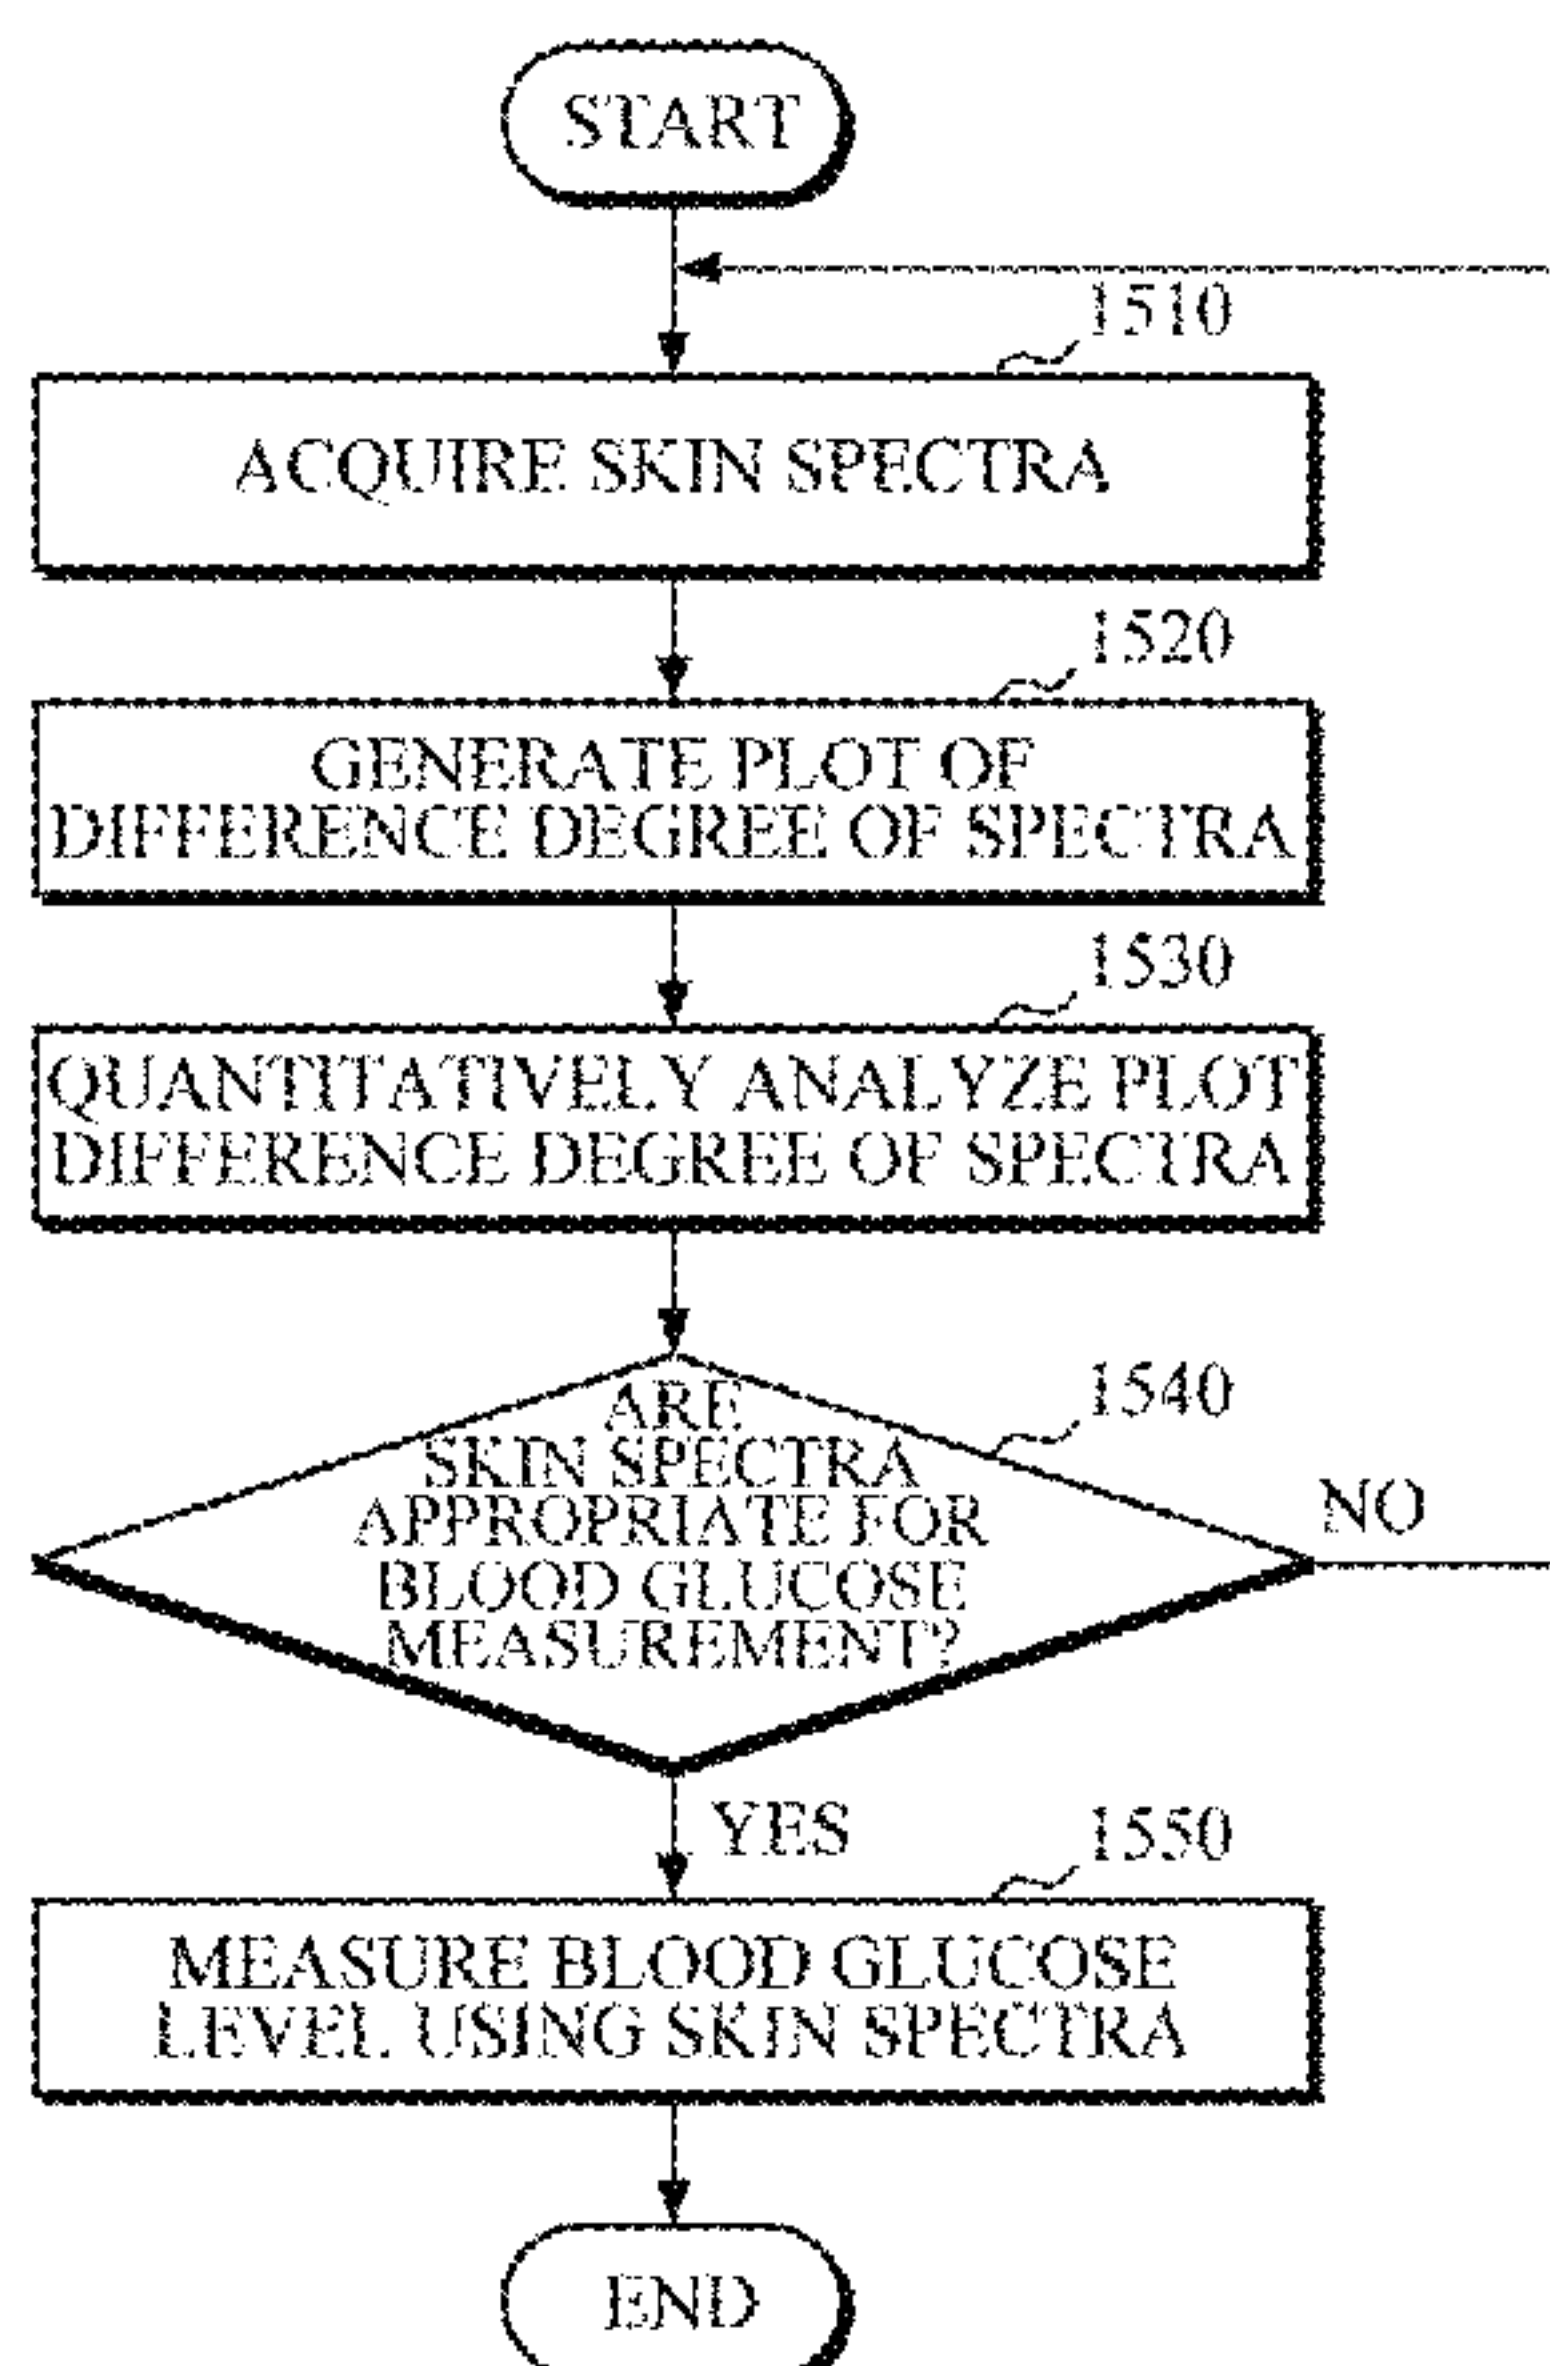 START
1510
ACQUIRE SKIN SPECTRA
1520
GENERATE PLOT OF
DIFFERENCE DEGREE OF SPECTRA
1530
QUANTITATIVELY ANALYZE PLOT
DIFFERENCE DEGREE OF SPECTRA
1540
ARE
SKIN SPECTRA
APPROPRIATE FOR
BLOOD GLUCOSE
MEASUREMENT?
NO
YES
1550
MEASURE BLOOD GLUCOSE
LEVEL USING SKIN SPECTRA
END